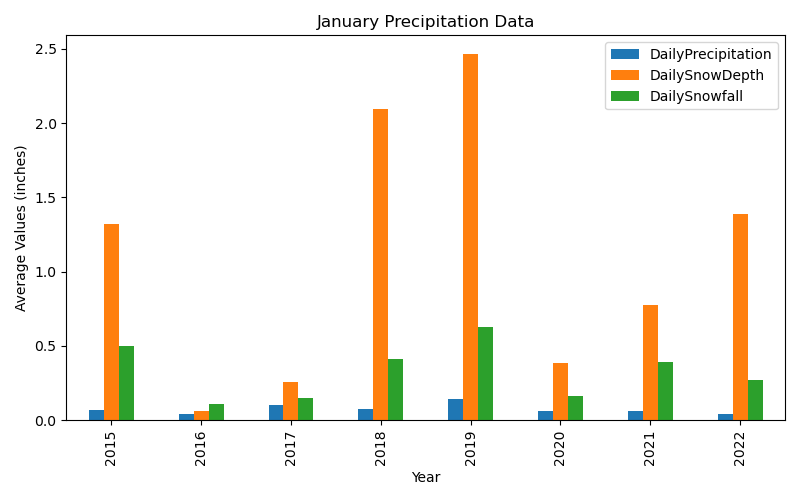 January Precipitation Data
DailyPrecipitation
DailySnowDepth
DailySnowfall
Average Values (inches)
2.5
2.0
1.5
1.0
0.5
0.0
2015
2016
2017
2018
2019
2020
2021
2022
Year